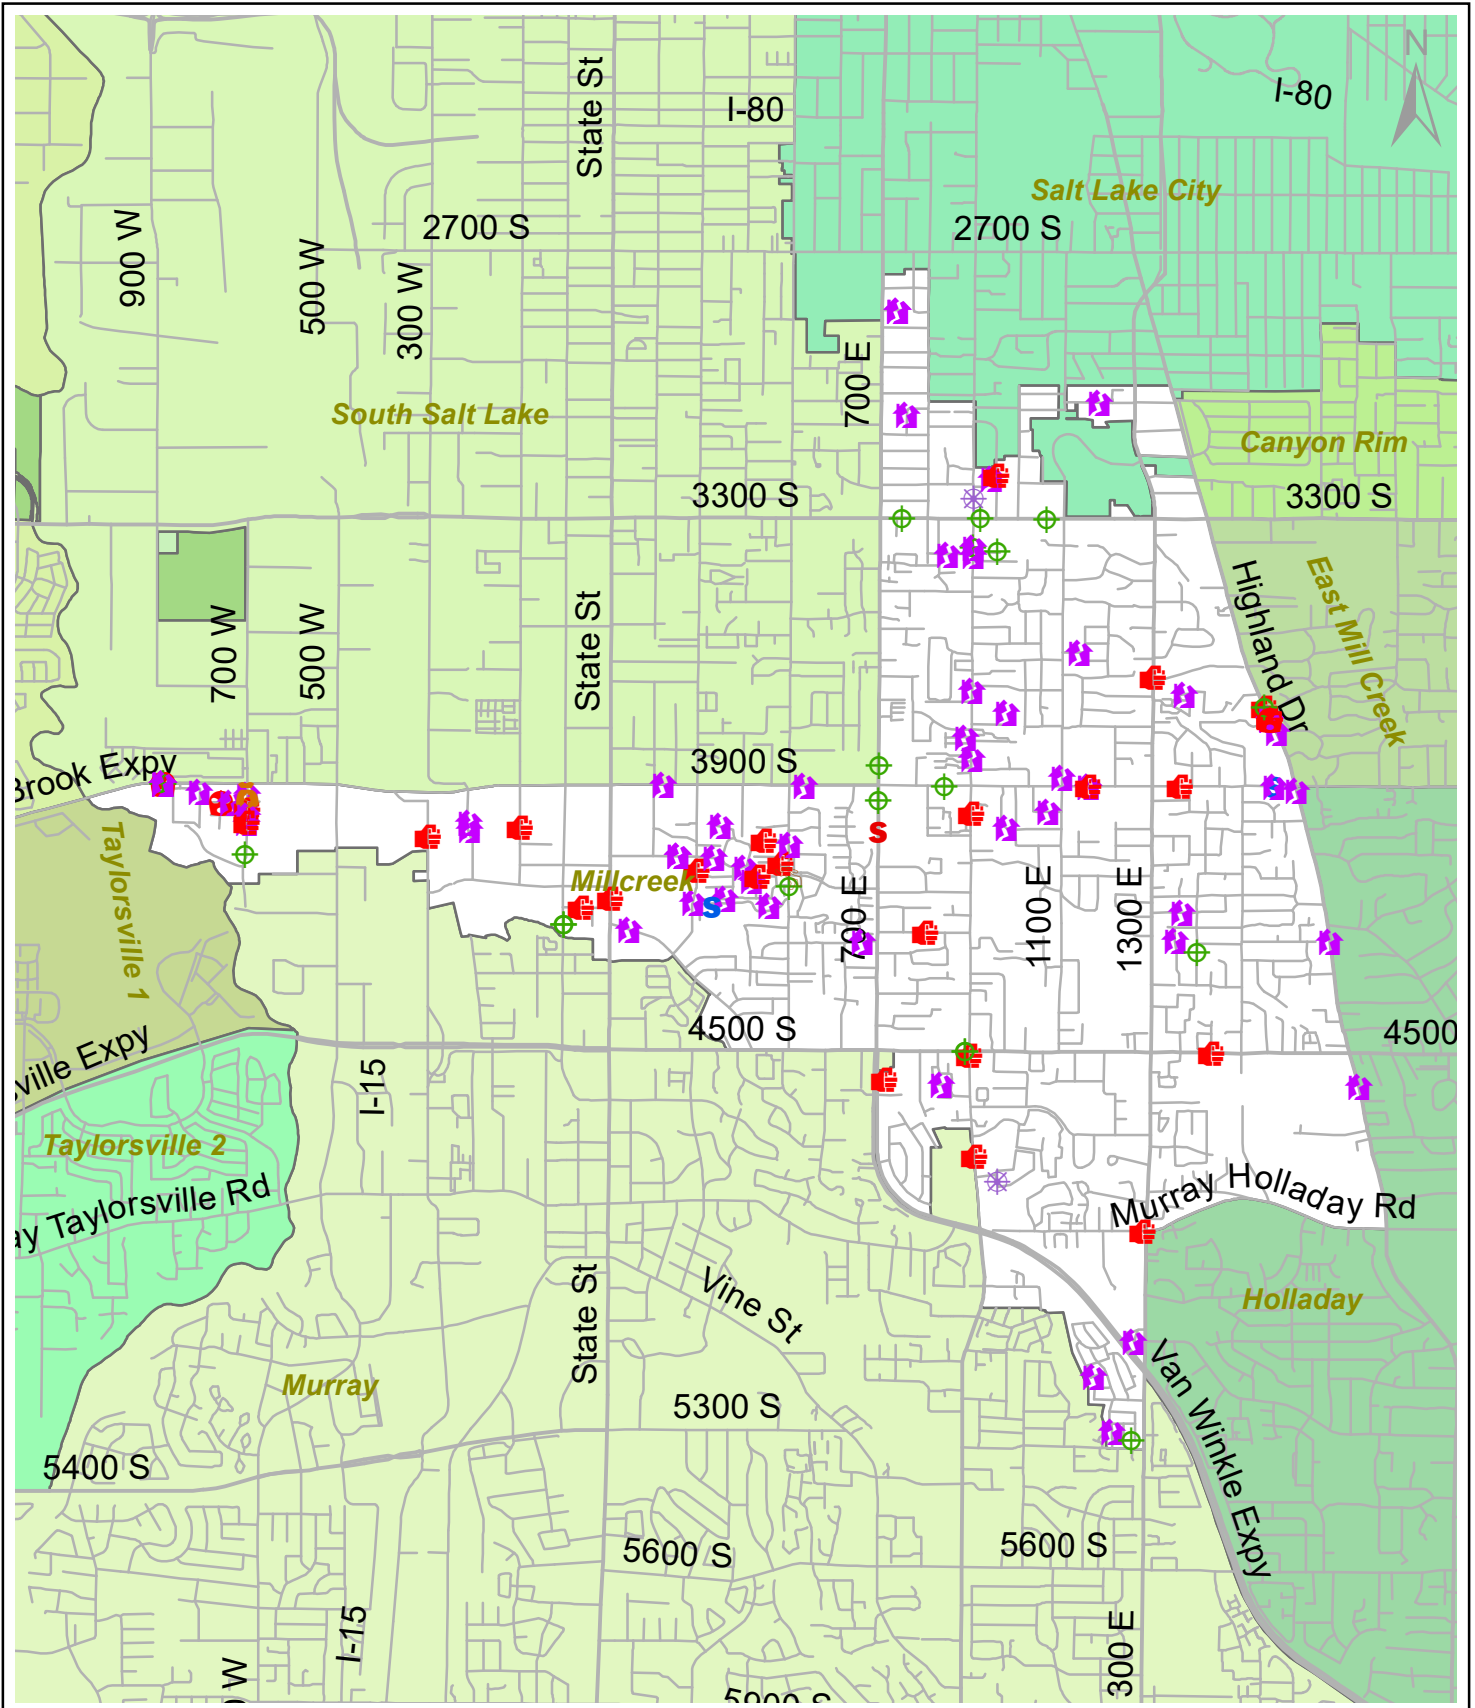 N
I-80
I-80
State St
Salt Lake City
900 W
2700 S
2700 S
500 W
300 W
700 E
South Salt Lake
Canyon Rim
3300 S
3300 S
East Mill Creek
Highland Dr
700 W
500 W
State St
Brook Expy
3900 S
s
s
s
Taylorsville 1
Millcreek
700 E
1100 E
1300 E
4500 S
4500
sville Expy
I-15
Taylorsville 2
ay Taylorsville Rd
Murray Holladay Rd
State St
Vine St
Holladay
Murray
Van Winkle Expy
5300 S
5400 S
5600 S
5600 S
I-15
300 E
0 W
5900 S